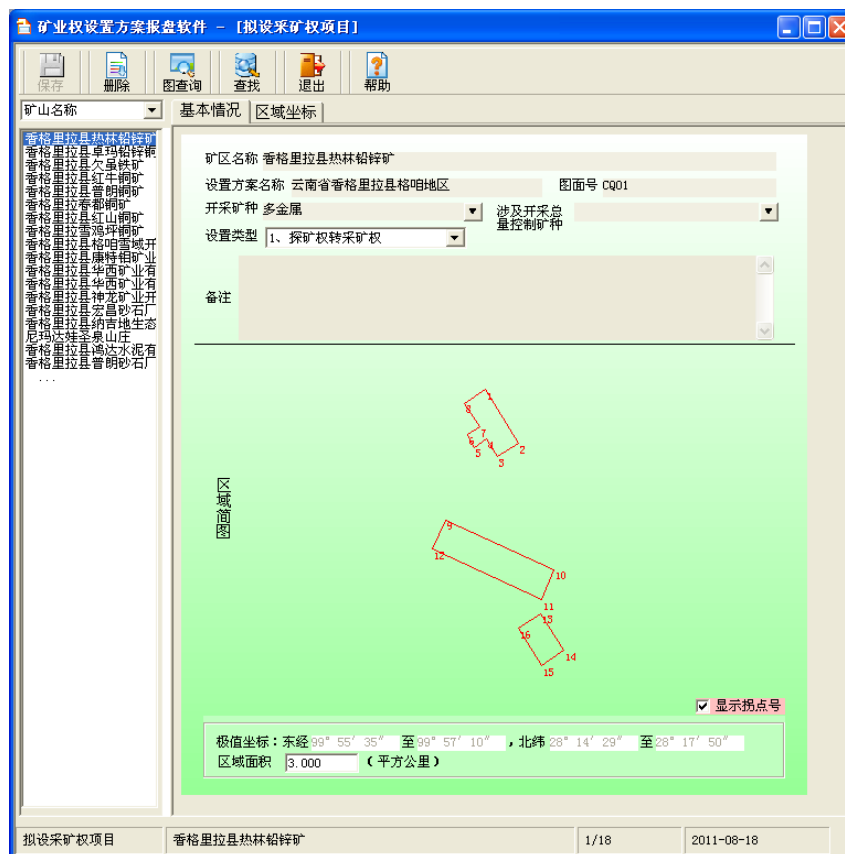 矿业权设置方案报盘软件 - [拟设采矿权项目]
保存 删除 图查询 查找 退出 帮助
矿山名称
基本情况 区域坐标
香格里拉县热林铅锌矿
香格里拉县卓玛铅锌铜
香格里拉县欠虽铁矿
香格里拉县红牛铜矿
香格里拉县普朗铜矿
香格里拉春都铜矿
香格里拉县红山铜矿
香格里拉雪鸡坪铜矿
香格里拉县格咱雪域开
香格里拉县康特钼矿业
香格里拉县华西矿业有
香格里拉县华西矿业有
香格里拉县神龙矿业开
香格里拉县宏昌砂石厂
香格里拉县纳吉地生态
尼玛达娃圣泉山庄
香格里拉县鸿达水泥有
香格里拉县普朗砂石厂
...
矿区名称 香格里拉县热林铅锌矿
设置方案名称 云南省香格里拉县格咱地区 图面号 CQ01
开采矿种 多金属 涉及开采总
量控制矿种
设置类型 1、探矿权转采矿权
备注
区域简图
1
8
7
6
4
2
5
3
9
12
10
11
13
16
14
15
显示拐点号
极值坐标：东经 99° 55′ 35″ 至 99° 57′ 10″ ，北纬 28° 14′ 29″ 至 28° 17′ 50″
区域面积 3.000 （平方公里）
拟设采矿权项目 香格里拉县热林铅锌矿 1/18 2011-08-18